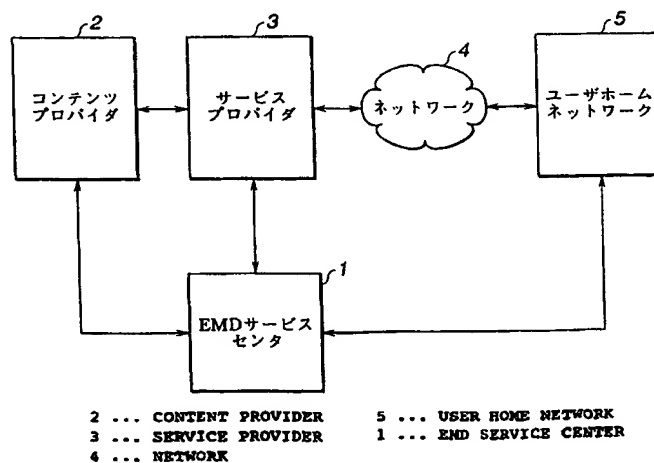 2
3
4
5
コンテンツ
プロバイダ
サービス
プロバイダ
ネットワーク
ユーザホーム
ネットワーク
1
EMDサービス
センタ
2 ... CONTENT PROVIDER
3 ... SERVICE PROVIDER
4 ... NETWORK
5 ... USER HOME NETWORK
1 ... EMD SERVICE CENTER